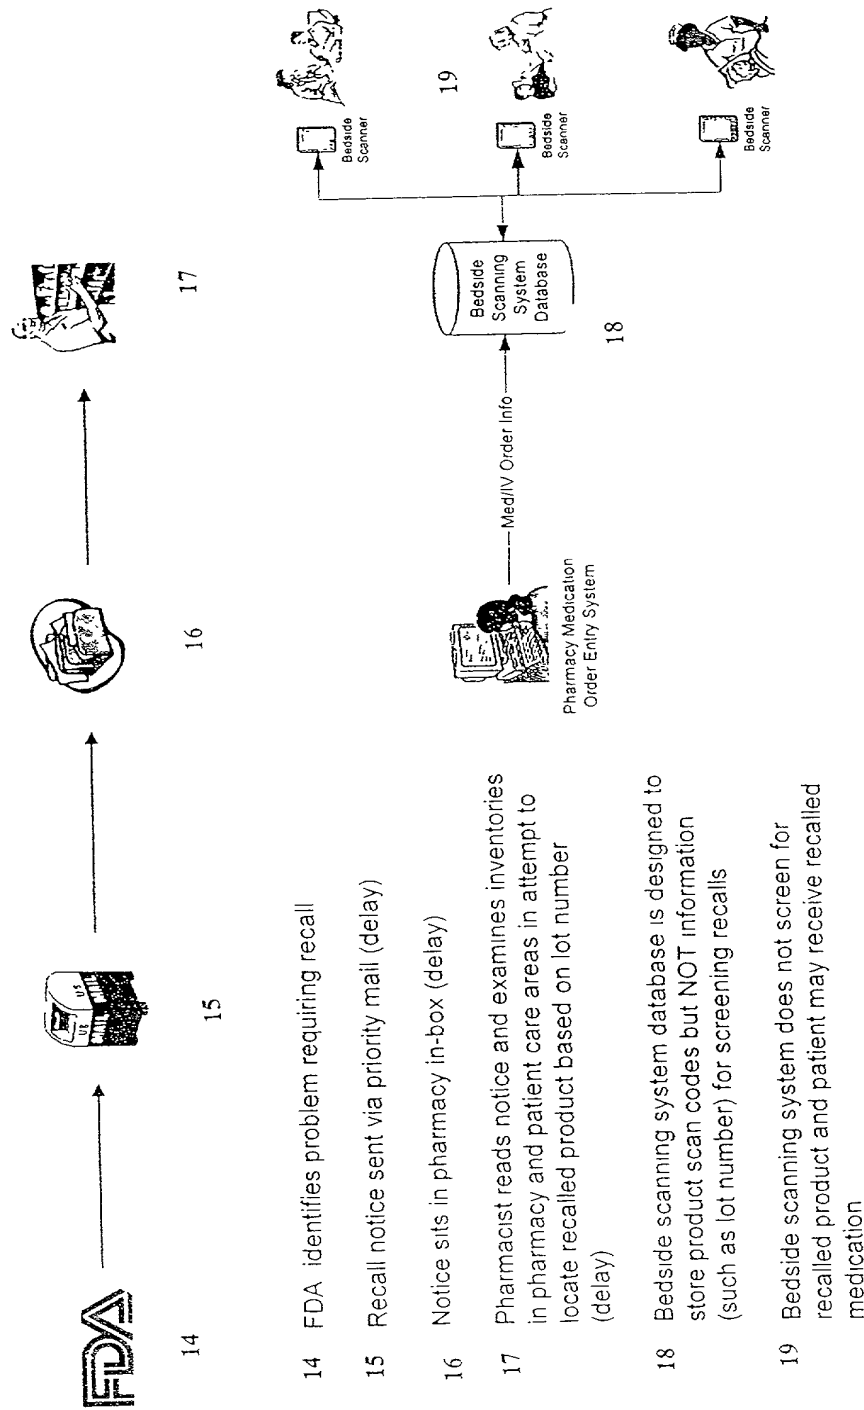 FDA
14
15
16
17
US
US
14 FDA identifies problem requiring recall
15 Recall notice sent via priority mail (delay)
16 Notice sits in pharmacy in-box (delay)
17 Pharmacist reads notice and examines inventories
in pharmacy and patient care areas in attempt to
locate recalled product based on lot number
(delay)
18 Bedside scanning system database is designed to
store product scan codes but NOT information
(such as lot number) for screening recalls
19 Bedside scanning system does not screen for
recalled product and patient may receive recalled
medication
Pharmacy Medication
Order Entry System
Med/IV Order Info
Bedside
Scanning
System
Database
18
Bedside
Scanner
Bedside
Scanner
Bedside
Scanner
19